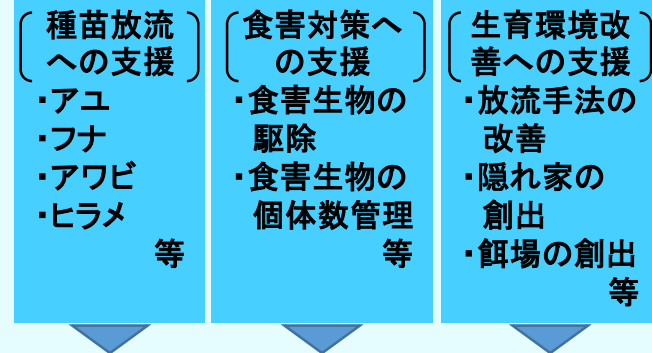 種苗放流
への支援
・アユ
・フナ
・アワビ
・ヒラメ
等
食害対策へ
の支援
・食害生物の
駆除
・食害生物の
個体数管理
等
生育環境改
善への支援
・放流手法の
改善
・隠れ家の
創出
・餌場の創出
等